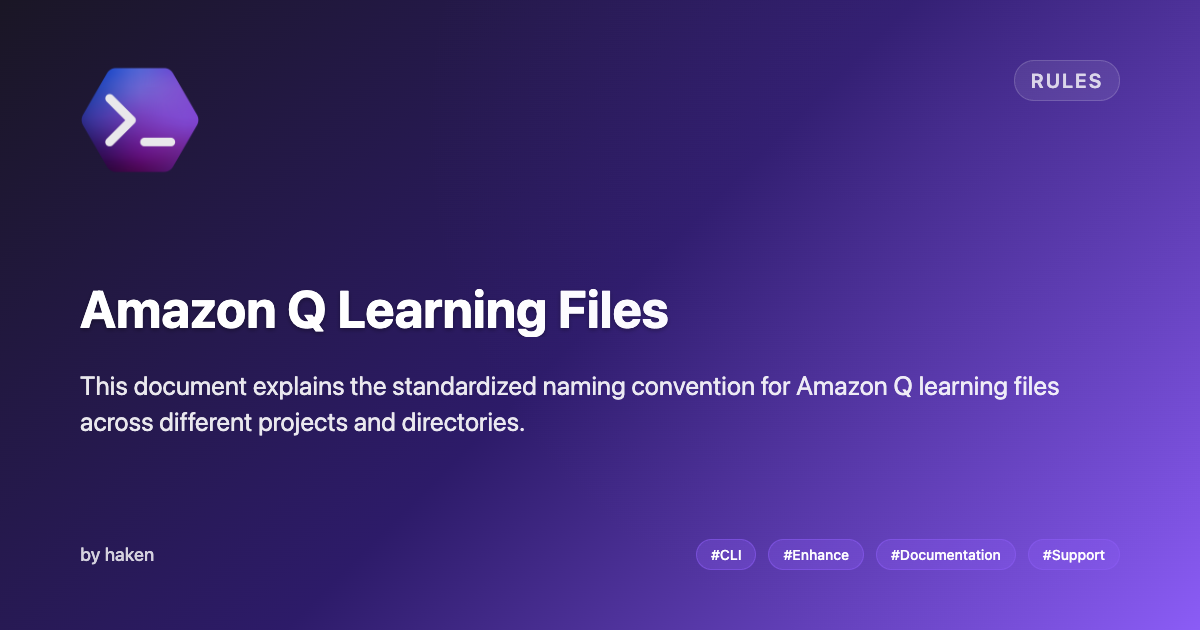 RULES
Amazon Q Learning Files
This document explains the standardized naming convention for Amazon Q learning files
across different projects and directories.
by haken
#CLI
#Enhance
#Documentation
#Support